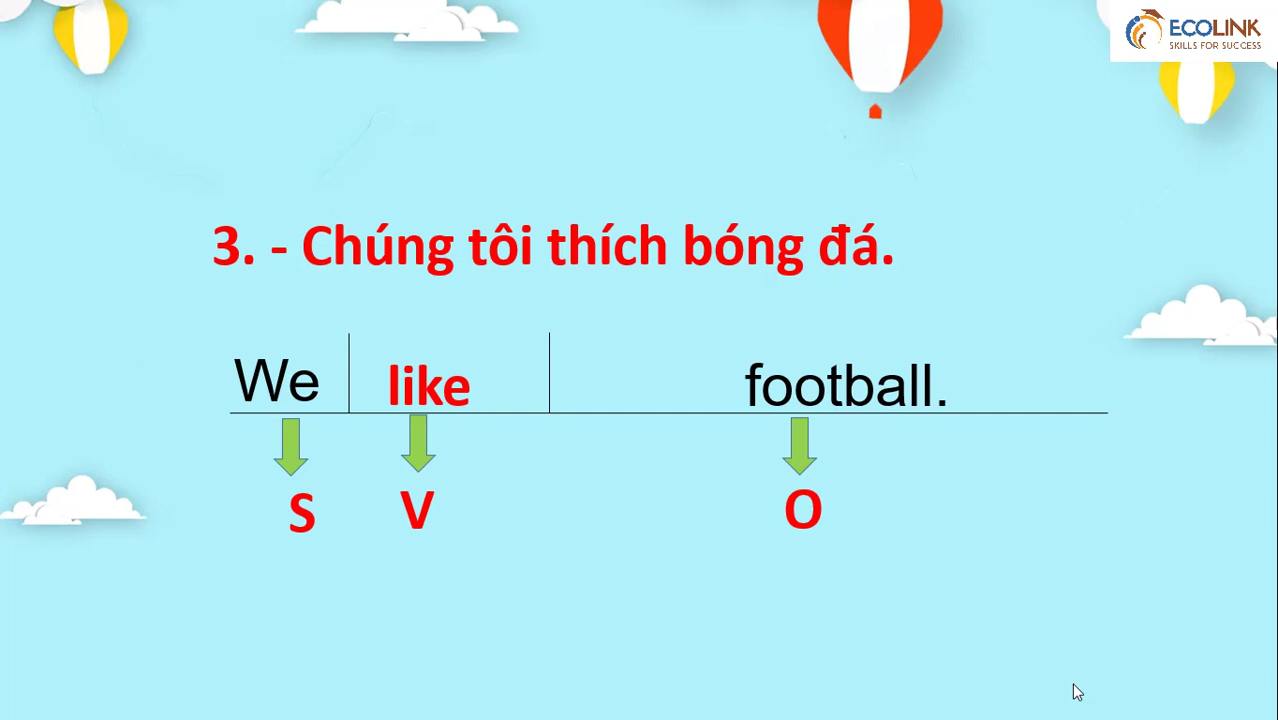 ECOLINK
SKILLS FOR SUCCESS
3. - Chúng tôi thích bóng đá.
We like football.
S V O